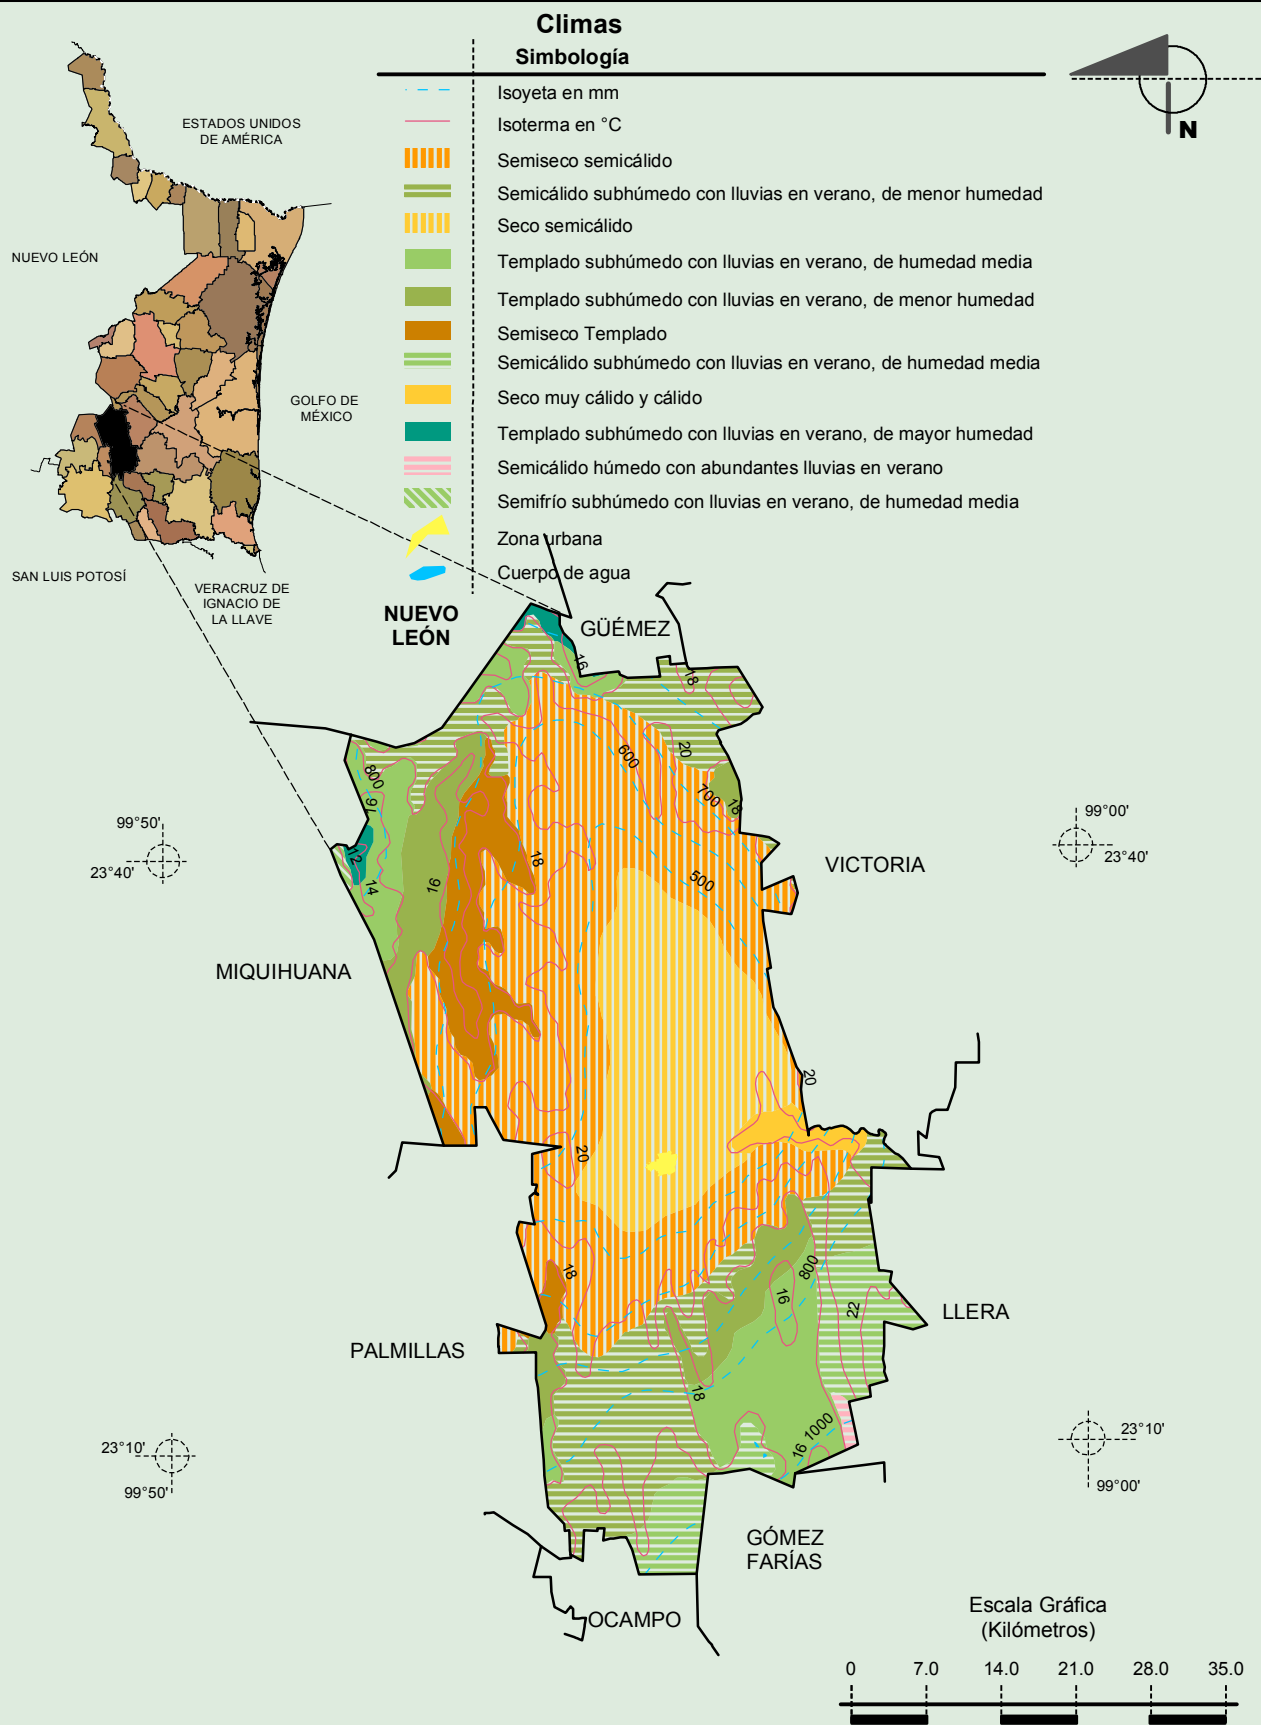 Climas
Simbología
Isoyeta en mm
Isoterma en °C
Semiseco semicálido
Semicálido subhúmedo con lluvias en verano, de menor humedad
Seco semicálido
Templado subhúmedo con lluvias en verano, de humedad media
Templado subhúmedo con lluvias en verano, de menor humedad
Semiseco Templado
Semicálido subhúmedo con lluvias en verano, de humedad media
Seco muy cálido y cálido
Templado subhúmedo con lluvias en verano, de mayor humedad
Semicálido húmedo con abundantes lluvias en verano
Semifrío subhúmedo con lluvias en verano, de humedad media
Zona urbana
Cuerpo de agua
N
ESTADOS UNIDOS
DE AMÉRICA
NUEVO LEÓN
GOLFO DE
MÉXICO
SAN LUIS POTOSÍ
VERACRUZ DE
IGNACIO DE
LA LLAVE
NUEVO
LEÓN
GÜÉMEZ
16
18
20
600
800
16
700
18
99°50'
23°40'
99°00'
23°40'
12
14
16
18
500
VICTORIA
MIQUIHUANA
20
20
18
800
16
22
LLERA
PALMILLAS
18
1000
16
23°10'
99°50'
23°10'
99°00'
GÓMEZ
FARÍAS
OCAMPO
Escala Gráfica
(Kilómetros)
0 7.0 14.0 21.0 28.0 35.0